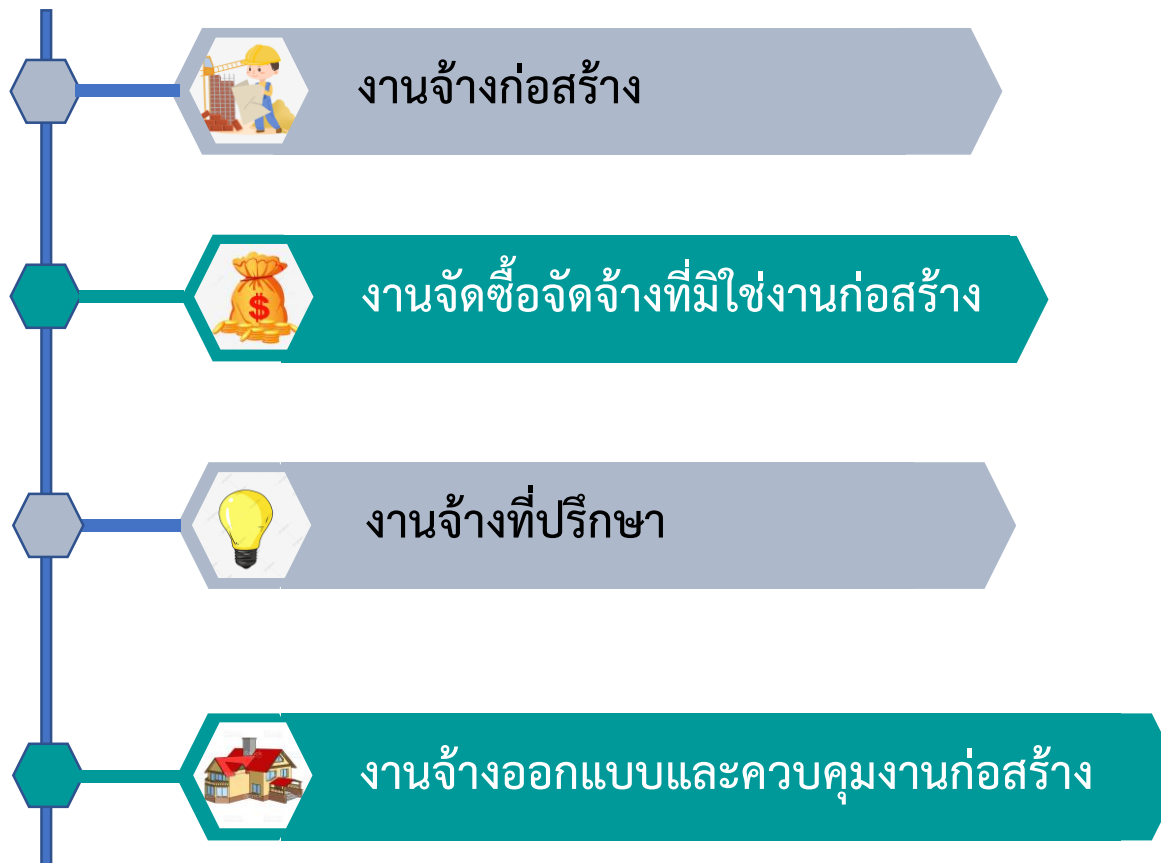 งานจ้างก่อสร้าง
งานจัดซื้อจัดจ้างที่มิใช่งานก่อสร้าง
งานจ้างที่ปรึกษา
งานจ้างออกแบบและควบคุมงานก่อสร้าง